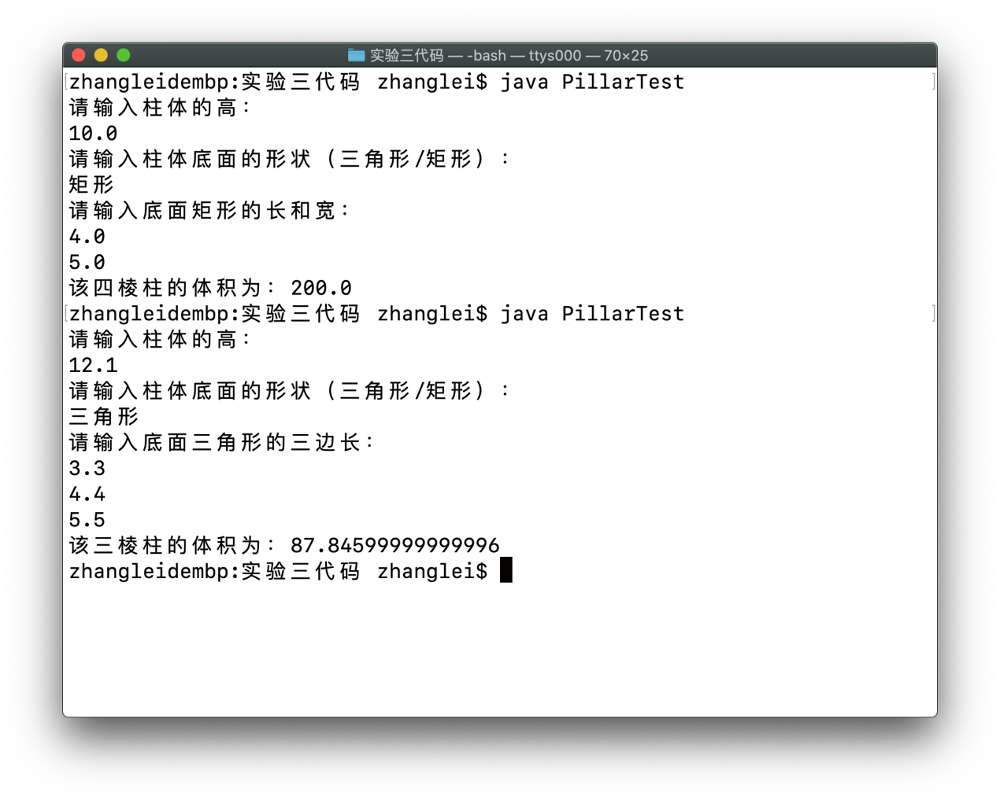 实验三代码 — -bash — ttys000 — 70×25
[zhangleidembp:实验三代码 zhanglei$ java PillarTest ]
请输入柱体的高：
10.0
请输入柱体底面的形状（三角形/矩形）：
矩形
请输入底面矩形的长和宽：
4.0
5.0
该四棱柱的体积为：200.0
[zhangleidembp:实验三代码 zhanglei$ java PillarTest ]
请输入柱体的高：
12.1
请输入柱体底面的形状（三角形/矩形）：
三角形
请输入底面三角形的三边长：
3.3
4.4
5.5
该三棱柱的体积为：87.84599999999996
zhangleidembp:实验三代码 zhanglei$